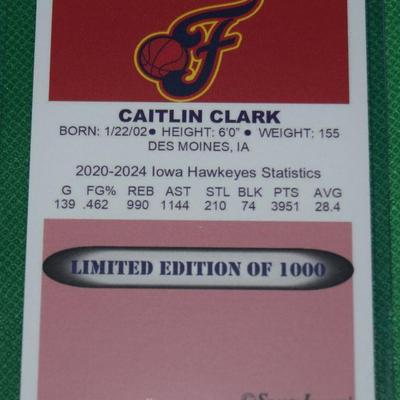 F
CAITLIN CLARK
BORN: 1/22/02● HEIGHT: 6'0" ● WEIGHT: 155
DES MOINES, IA
2020-2024 Iowa Hawkeyes Statistics
G FG% REB AST STL BLK PTS AVG
139 .462 990 1144 210 74 3951 28.4
LIMITED EDITION OF 1000